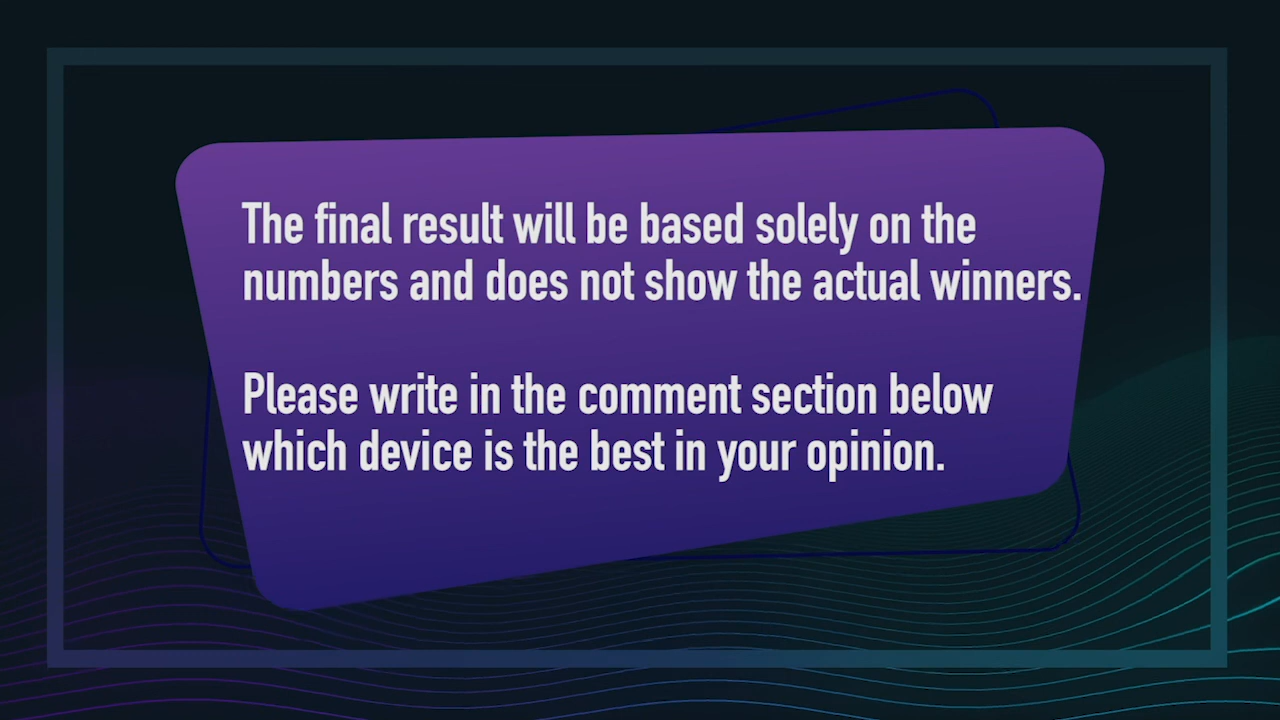 The final result will be based solely on the
numbers and does not show the actual winners.
Please write in the comment section below
which device is the best in your opinion.